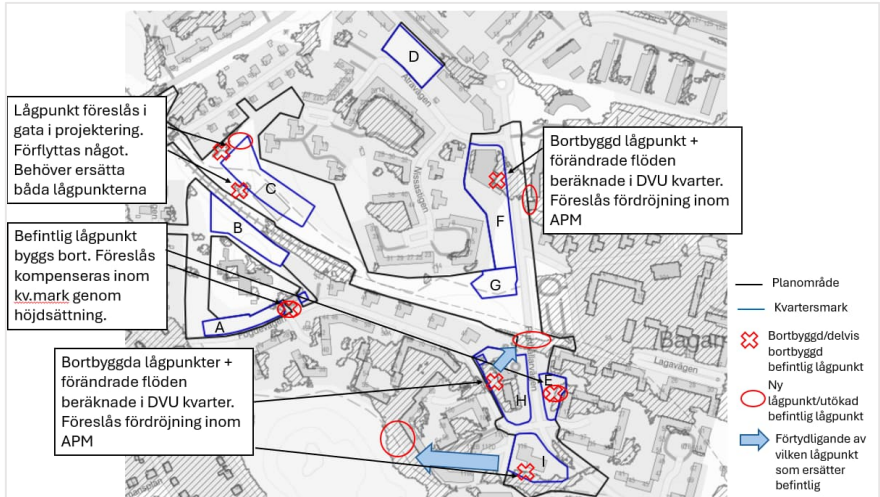 Lågpunkt föreslås i
gata i projektering.
Förflyttas något.
Behöver ersätta
båda lågpunkterna
Befintlig lågpunkt
byggs bort. Föreslås
kompenseras inom
kv.mark genom
höjdsättning.
Bortbyggda lågpunkter +
förändrade flöden
beräknade i DVU kvarter.
Föreslås fördröjning inom
APM
Bortbyggd lågpunkt +
förändrade flöden
beräknade i DVU kvarter.
Föreslås fördröjning inom
APM
D
C
B
A
F
G
E
H
I
Lagavägen
Planområde
Kvartersmark
Bortbyggd/delvis
bortbyggd
befintlig lågpunkt
Ny
lågpunkt/utökad
befintlig lågpunkt
Förtydligande av
vilken lågpunkt
som ersätter
befintlig